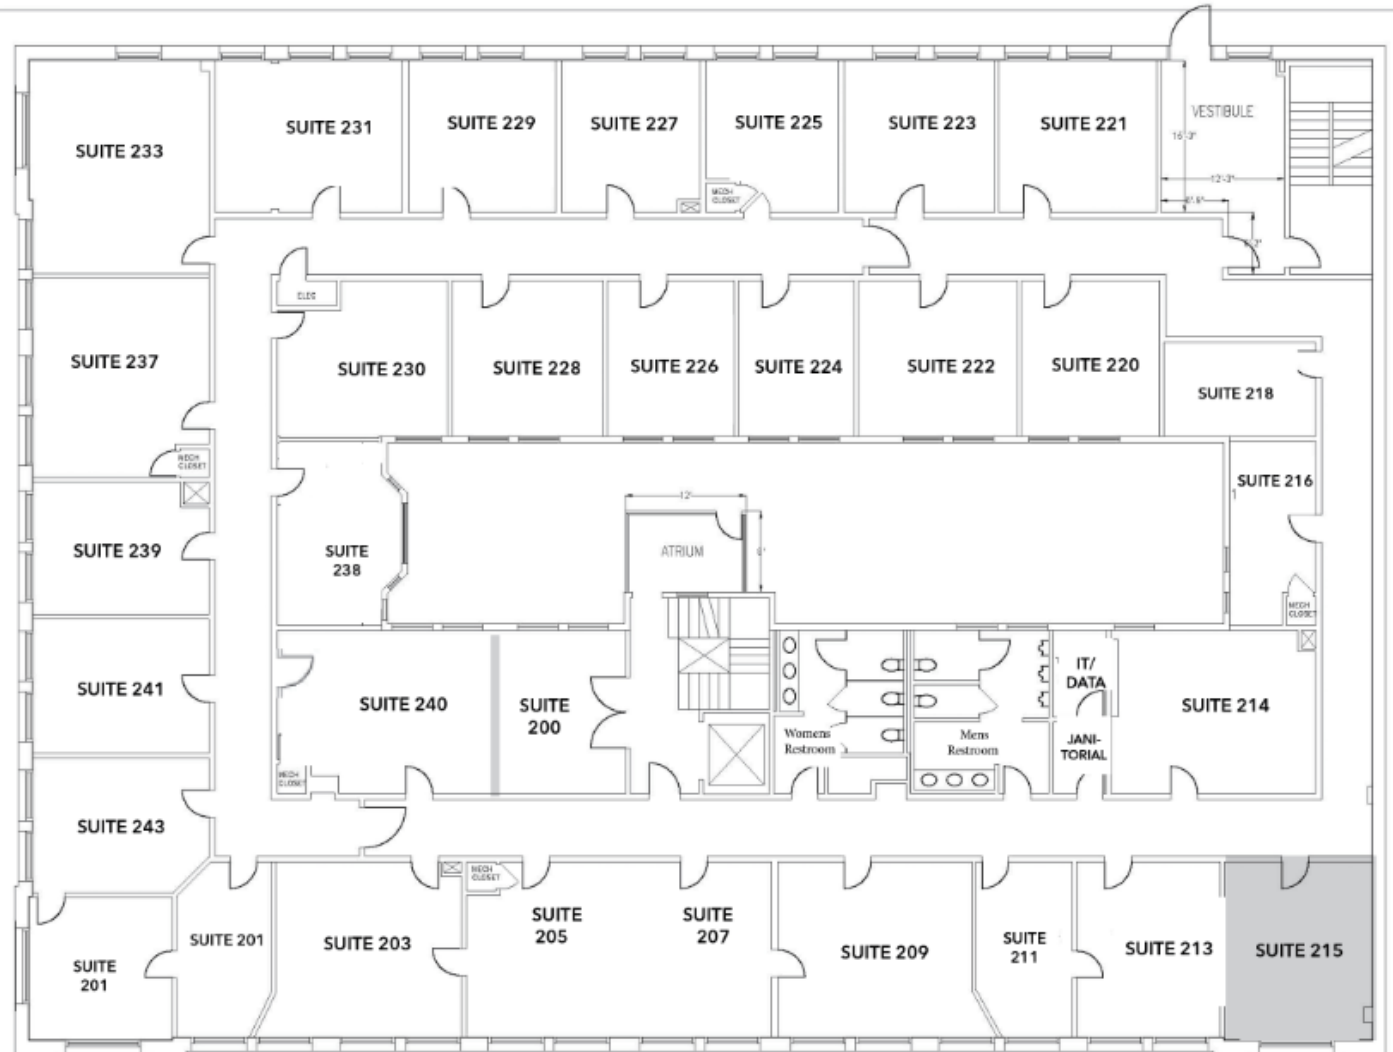 VESTIBULE
SUITE 231
SUITE 229
SUITE 227
SUITE 225
SUITE 223
SUITE 221
16'-3"
SUITE 233
12'-3"
MECH
CLOSET
ELEC
SUITE 237
SUITE 230
SUITE 228
SUITE 226
SUITE 224
SUITE 222
SUITE 220
SUITE 218
MECH
CLOSET
SUITE 216
12'
SUITE 239
SUITE
238
ATRIUM
MECH
CLOSET
SUITE 241
SUITE 240
SUITE
200
IT/
DATA
SUITE 214
Womens
Restroom
Mens
Restroom
JANI-
TORIAL
MECH
CLOSET
SUITE 243
MECH
CLOSET
SUITE
201
SUITE 201
SUITE 203
SUITE
205
SUITE
207
SUITE 209
SUITE
211
SUITE 213
SUITE 215